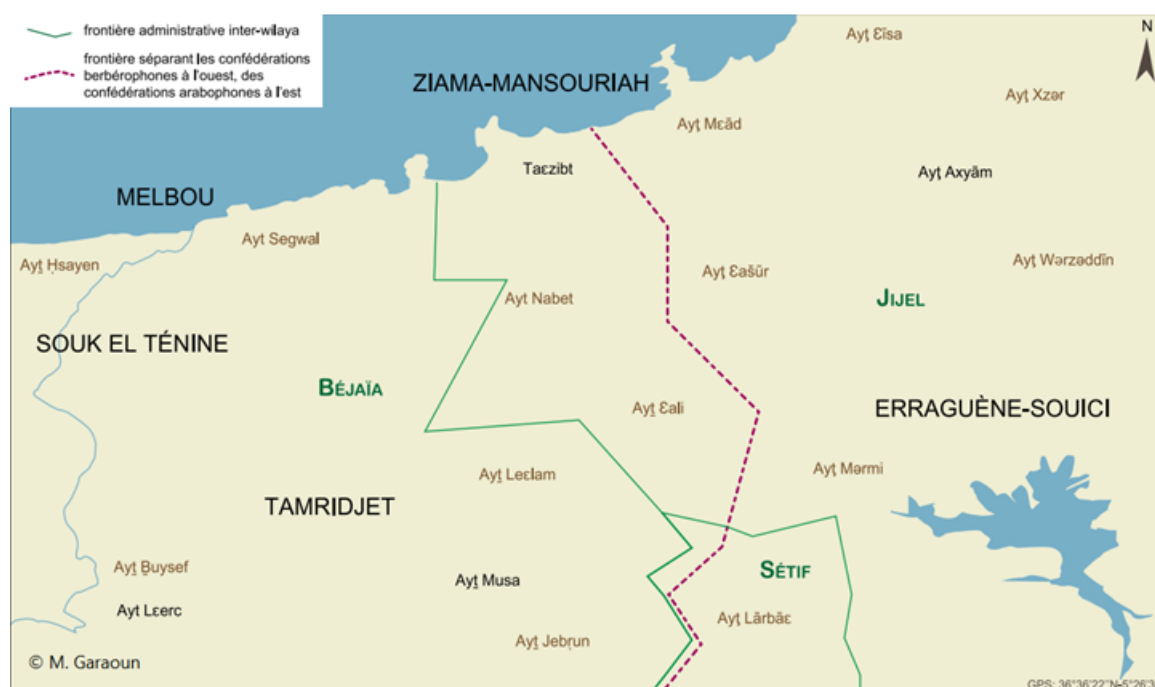 frontière administrative inter-wilaya
frontière séparant les confédérations
berbérophones à l'ouest, des
confédérations arabophones à l'est
N
Ayṯ Ɛïsa
ZIAMA-MANSOURIAH
Ayṯ Xzər
Ayṯ Mɛād
Taɛzibt
Ayṯ Axyām
MELBOU
Ayt Segwal
Ayṯ Ḥsayen
Ayṯ Wərzəddīn
Ayṯ Ɛašūr
Ayt Nabet
JIJEL
SOUK EL TÉNINE
BÉJAÏA
Ayṯ Ɛali
ERRAGUÈNE-SOUICI
Ayṯ Leɛlam
Ayṯ Mərmi
TAMRIDJET
Ayṯ Ḇuysef
SÉTIF
Ayṯ Musa
Ayt Lɛerc
Ayṯ Lārbāɛ
Ayṯ Jebṛun
© M. Garaoun